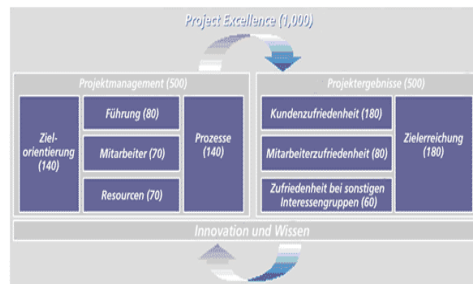 Project Excellence (1,000)
Projektmanagement (500)
Ziel-
orientierung
(140)
Führung (80)
Mitarbeiter (70)
Resourcen (70)
Prozesse
(140)
Projektergebnisse (500)
Kundenzufriedenheit (180)
Mitarbeiterzufriedenheit (80)
Zufriedenheit bei sonstigen
Interessengruppen (60)
Zielerreichung
(180)
Innovation und Wissen